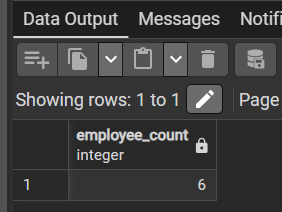 Data Output Messages Notifi
Showing rows: 1 to 1 Page
employee_count
integer
1 6